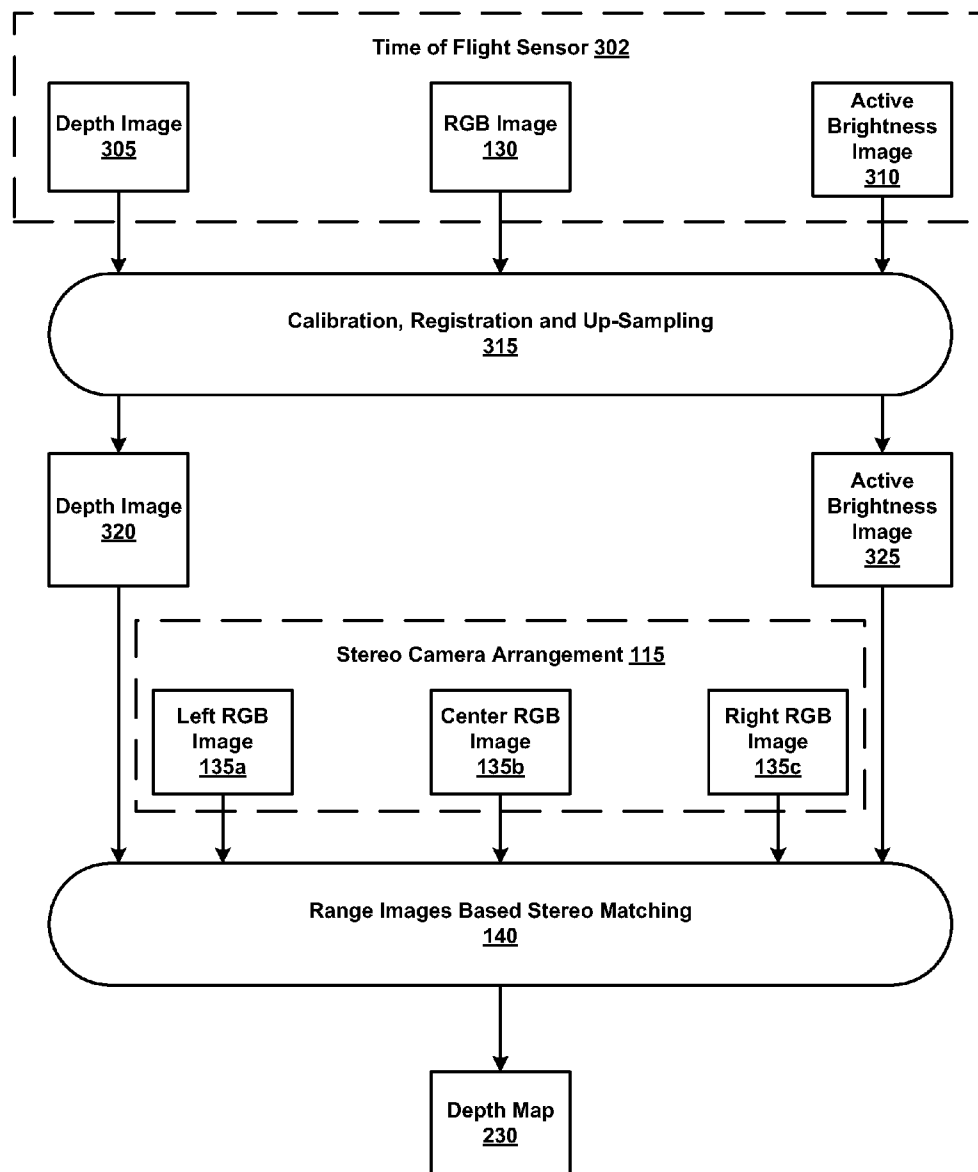 Time of Flight Sensor 302
Depth Image
305
RGB Image
130
Active
Brightness
Image
310
Calibration, Registration and Up-Sampling
315
Depth Image
320
Active
Brightness
Image
325
Stereo Camera Arrangement 115
Left RGB
Image
135a
Center RGB
Image
135b
Right RGB
Image
135c
Range Images Based Stereo Matching
140
Depth Map
230